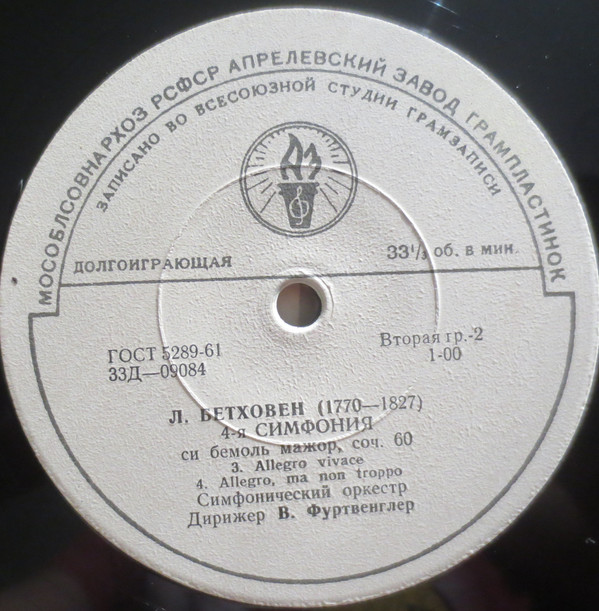 МОСОБЛСОВНАРХОЗ РСФСР АПРЕЛЕВСКИЙ ЗАВОД ГРАМПЛАСТИНОК
ЗАПИСАНО ВО ВСЕСОЮЗНОЙ СТУДИИ ГРАМЗАПИСИ
АЗ
ДОЛГОИГРАЮЩАЯ
33⅓ об. в мин.
ГОСТ 5289-61
33Д—09084
Вторая гр.-2
1-00
Л. БЕТХОВЕН (1770—1827)
4-я СИМФОНИЯ
си бемоль мажор, соч. 60
3. Allegro vivace
4. Allegro, ma non troppo
Симфонический оркестр
Дирижер В. Фуртвенглер